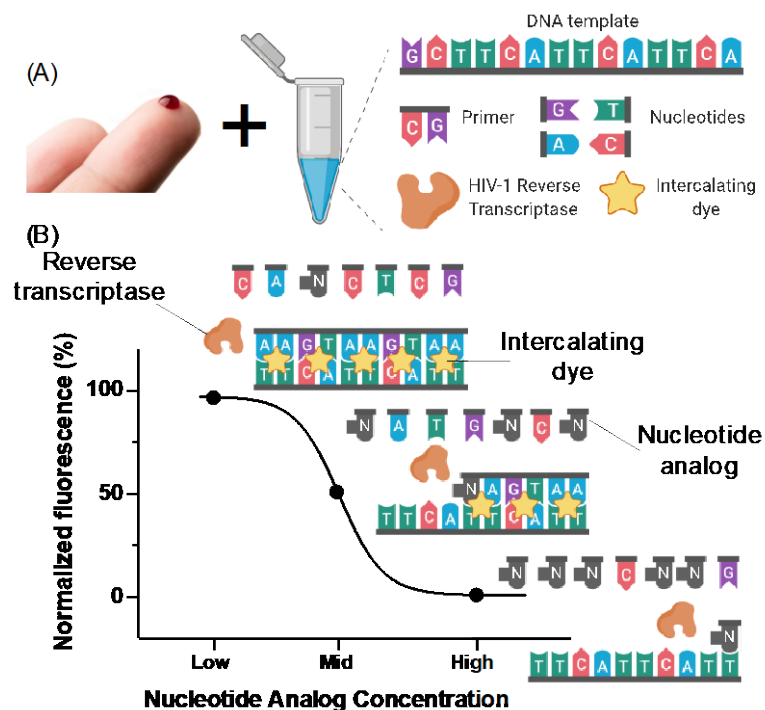 (A)
DNA template
G C T T C A T T C A T T C A
C G Primer
G T Nucleotides
A C
HIV-1 Reverse
Transcriptase
Intercalating
dye
(B)
Reverse
transcriptase
C A N C T C G
A A G T A A G T A A
T T C A T T C A T T
Intercalating
dye
N A T G N C N
Nucleotide
analog
N A G T A A
T T C A T T C A T T
N N N C N N G
N
T T C A T T C A T T
Normalized fluorescence (%)
100
50
0
Low Mid High
Nucleotide Analog Concentration